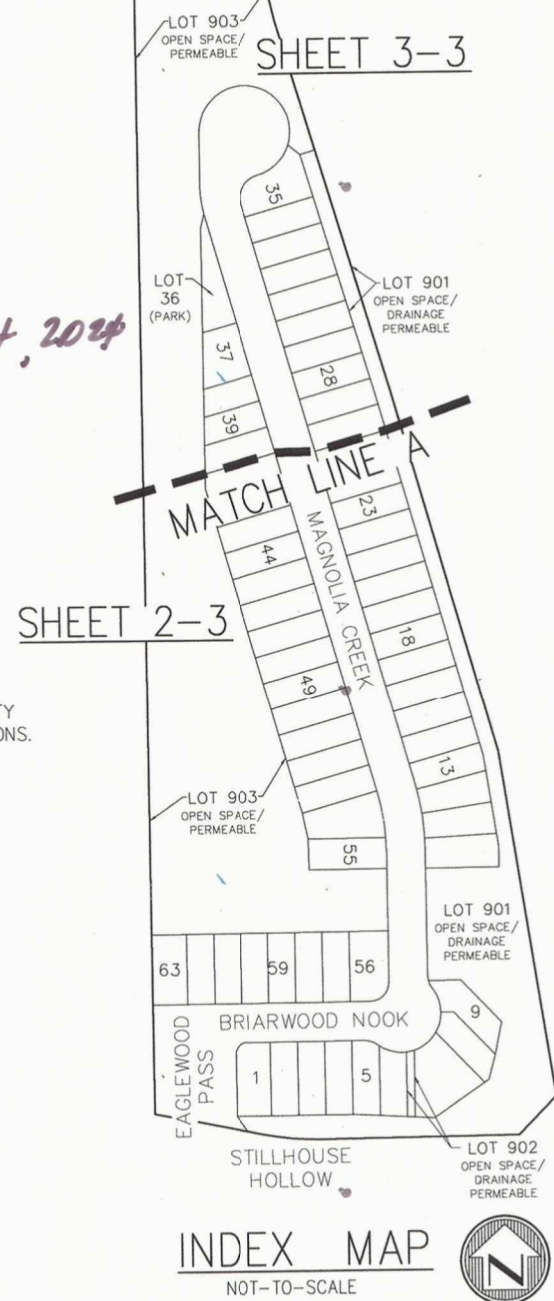 LOT 903
OPEN SPACE/
PERMEABLE
SHEET 3-3
35
LOT
36
(PARK)
LOT 901
OPEN SPACE/
DRAINAGE
PERMEABLE
, 2024
37
28
39
MATCH LINE A
23
MAGNOLIA CREEK
44
18
SHEET 2-3
49
TY
ONS.
13
LOT 903
OPEN SPACE/
PERMEABLE
55
LOT 901
OPEN SPACE/
DRAINAGE
PERMEABLE
63
59
56
9
BRIARWOOD NOOK
EAGLEWOOD
PASS
1
5
STILLHOUSE
HOLLOW
LOT 902
OPEN SPACE/
DRAINAGE
PERMEABLE
INDEX MAP
NOT-TO-SCALE
N